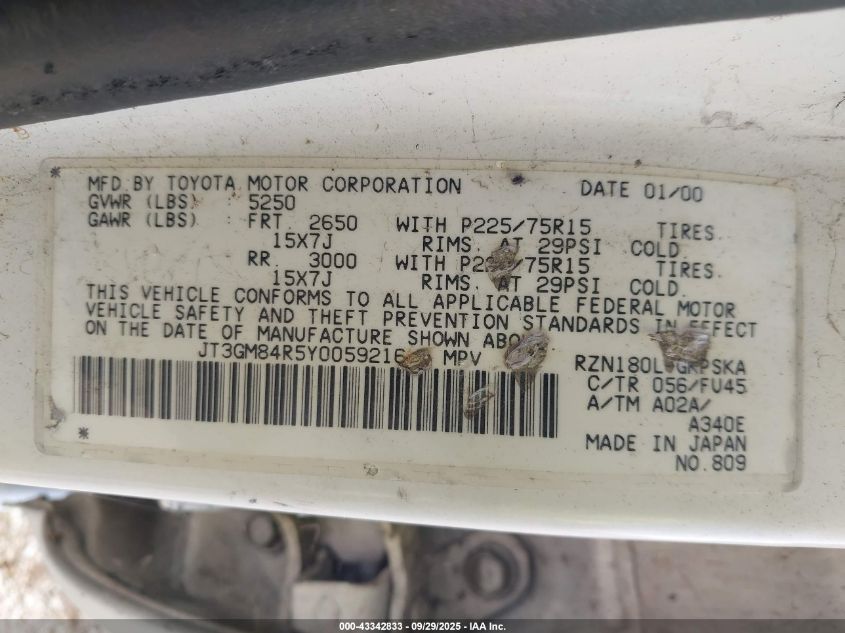 * MFD BY TOYOTA MOTOR CORPORATION DATE 01/00
GVWR (LBS) 5250
GAWR (LBS) : FRT 2650 WITH P225/75R15 TIRES.
15X7J RIMS. AT 29PSI COLD.
RR. 3000 WITH P225/75R15 TIRES.
15X7J RIMS. AT 29PSI COLD.
THIS VEHICLE CONFORMS TO ALL APPLICABLE FEDERAL MOTOR
VEHICLE SAFETY AND THEFT PREVENTION STANDARDS IN EFFECT
ON THE DATE OF MANUFACTURE SHOWN ABOVE.
JT3GM84R5Y0059216 MPV RZN180L-GKPSKA
C/TR 056/FU45
A/TM A02A/
A340E
* MADE IN JAPAN
NO.809
000-43342833 - 09/29/2025 - IAA Inc.